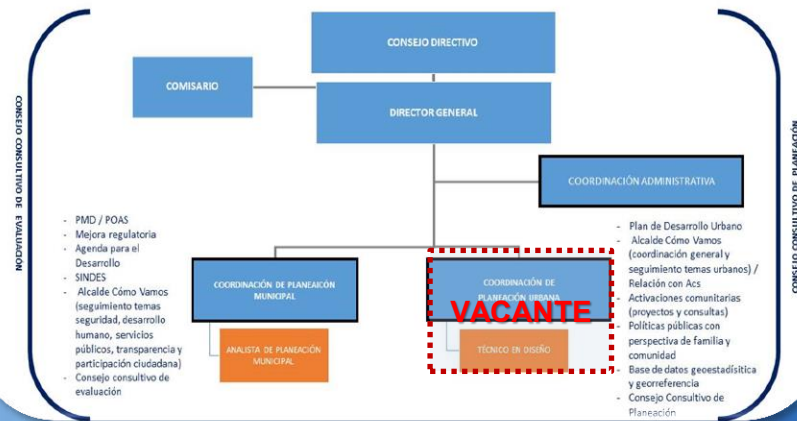 CONSEJO DIRECTIVO
COMISARIO
DIRECTOR GENERAL
COORDINACIÓN ADMINISTRATIVA
CONSEJO CONSULTIVO DE EVALUACIÓN
- PMD / POAS
- Mejora regulatoria
- Agenda para el
Desarrollo
- SINDES
- Alcalde Cómo Vamos
(seguimiento temas
seguridad, desarrollo
humano, servicios
públicos, transparencia y
participación ciudadana)
- Consejo consultivo de
evaluación
COORDINACIÓN DE PLANEAICÓN
MUNICIPAL
ANALISTA DE PLANEACIÓN
MUNICIPAL
COORDINACIÓN DE
PLANEACIÓN URBANA
VACANTE
TÉCNICO EN DISEÑO
- Plan de Desarrollo Urbano
- Alcalde Cómo Vamos
(coordinación general y
seguimiento temas urbanos) /
Relación con Acs
- Activaciones comunitarias
(proyectos y consultas)
- Políticas públicas con
perspectiva de familia y
comunidad
- Base de datos geoestadísitica
y georreferencia
- Consejo Consultivo de
Planeación
CONSEJO CONSULTIVO DE PLANEACIÓN